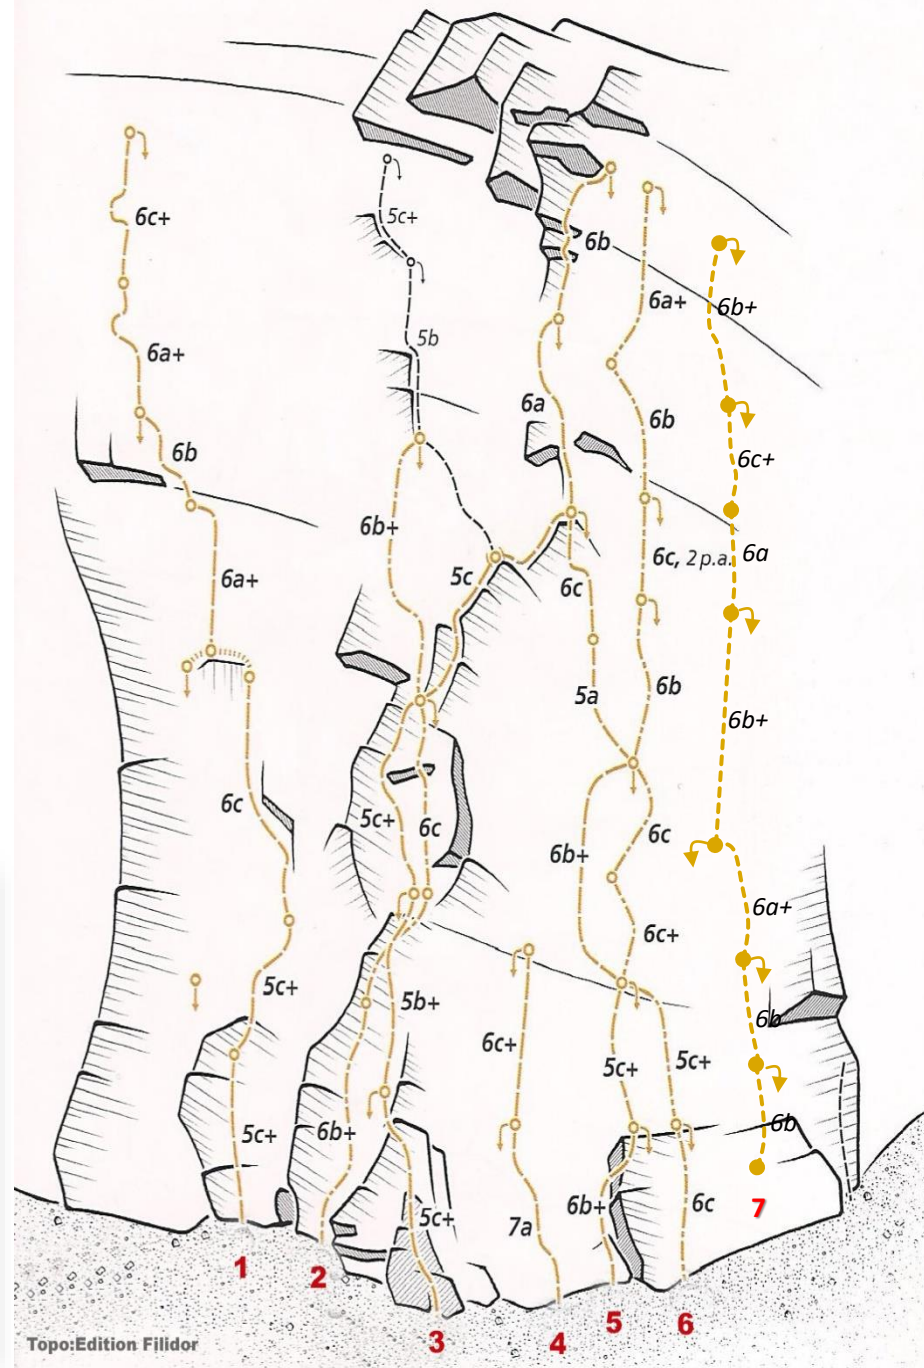 6c+
5c+
6b
6a+
6b+
6a+
5b
6a
6b
6b
6c+
6b+
6a
6c, 2 p.a.
5c
6a+
6c
6b
5a
6b+
6c
5c+
6c
6c
6b+
6a+
6c+
5c+
5b+
6b
6c+
5c+
5c+
6b
5c+
6b+
6b+
6c
5c+
7a
7
1
2
5
6
3
4
Topo:Edition Filidor